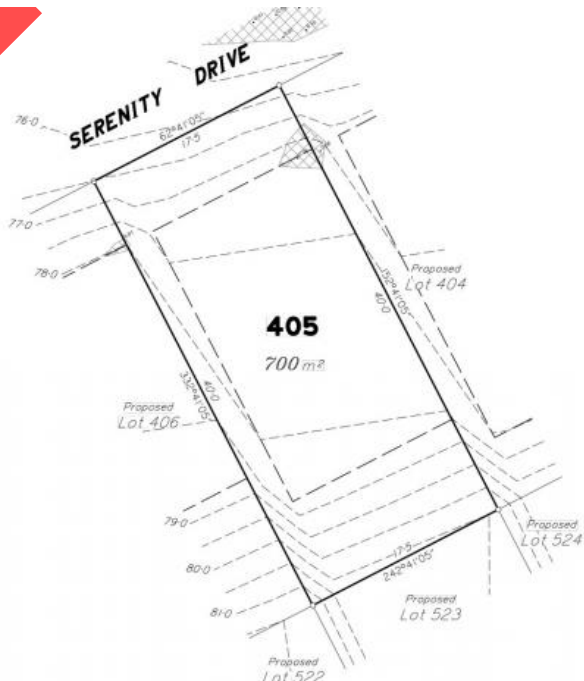 SERENITY DRIVE
76·0
62°41'05"
17·5
77·0
78·0
Proposed
Lot 404
152°41'05"
40·0
405
700 m²
332°41'05"
40·0
Proposed
Lot 406
79·0
80·0
81·0
17·5
242°41'05"
Proposed
Lot 524
Proposed
Lot 523
Proposed
Lot 522